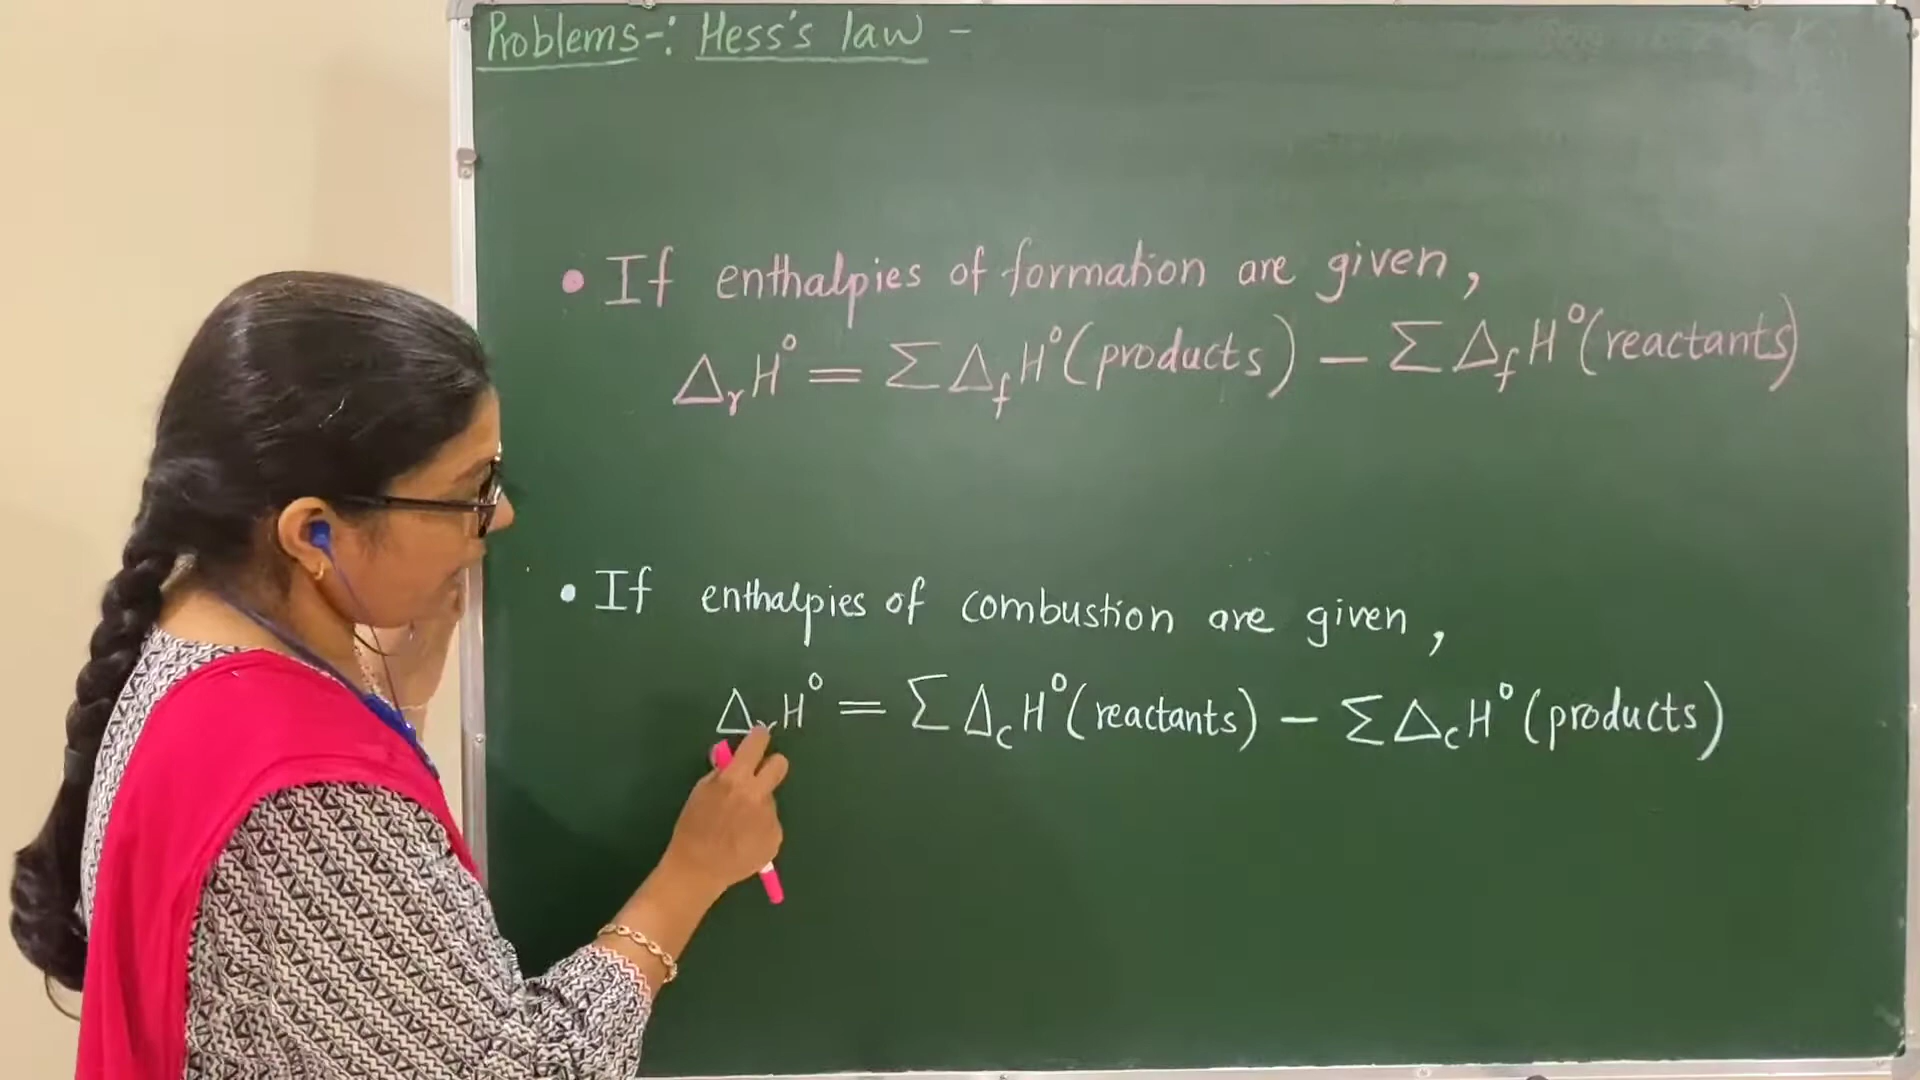 Problems-: Hess's law -
• If enthalpies of formation are given,
ΔᵣH° = ΣΔfH°(products) – ΣΔfH°(reactants)
• If enthalpies of combustion are given,
ΔᵣH° = ΣΔcH°(reactants) – ΣΔcH°(products)